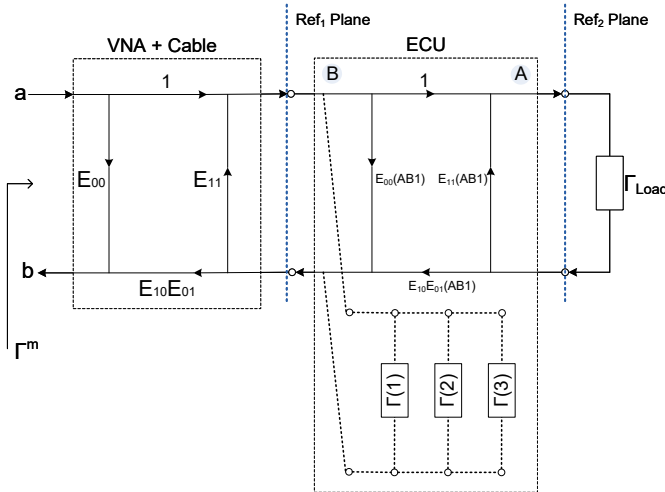 Ref1 Plane
Ref2 Plane
VNA + Cable
ECU
B
A
a
1
1
E00
E11
E00(AB1)
E11(AB1)
ΓLoad
b
E10E01
E10E01(AB1)
Γm
Γ(1)
Γ(2)
Γ(3)